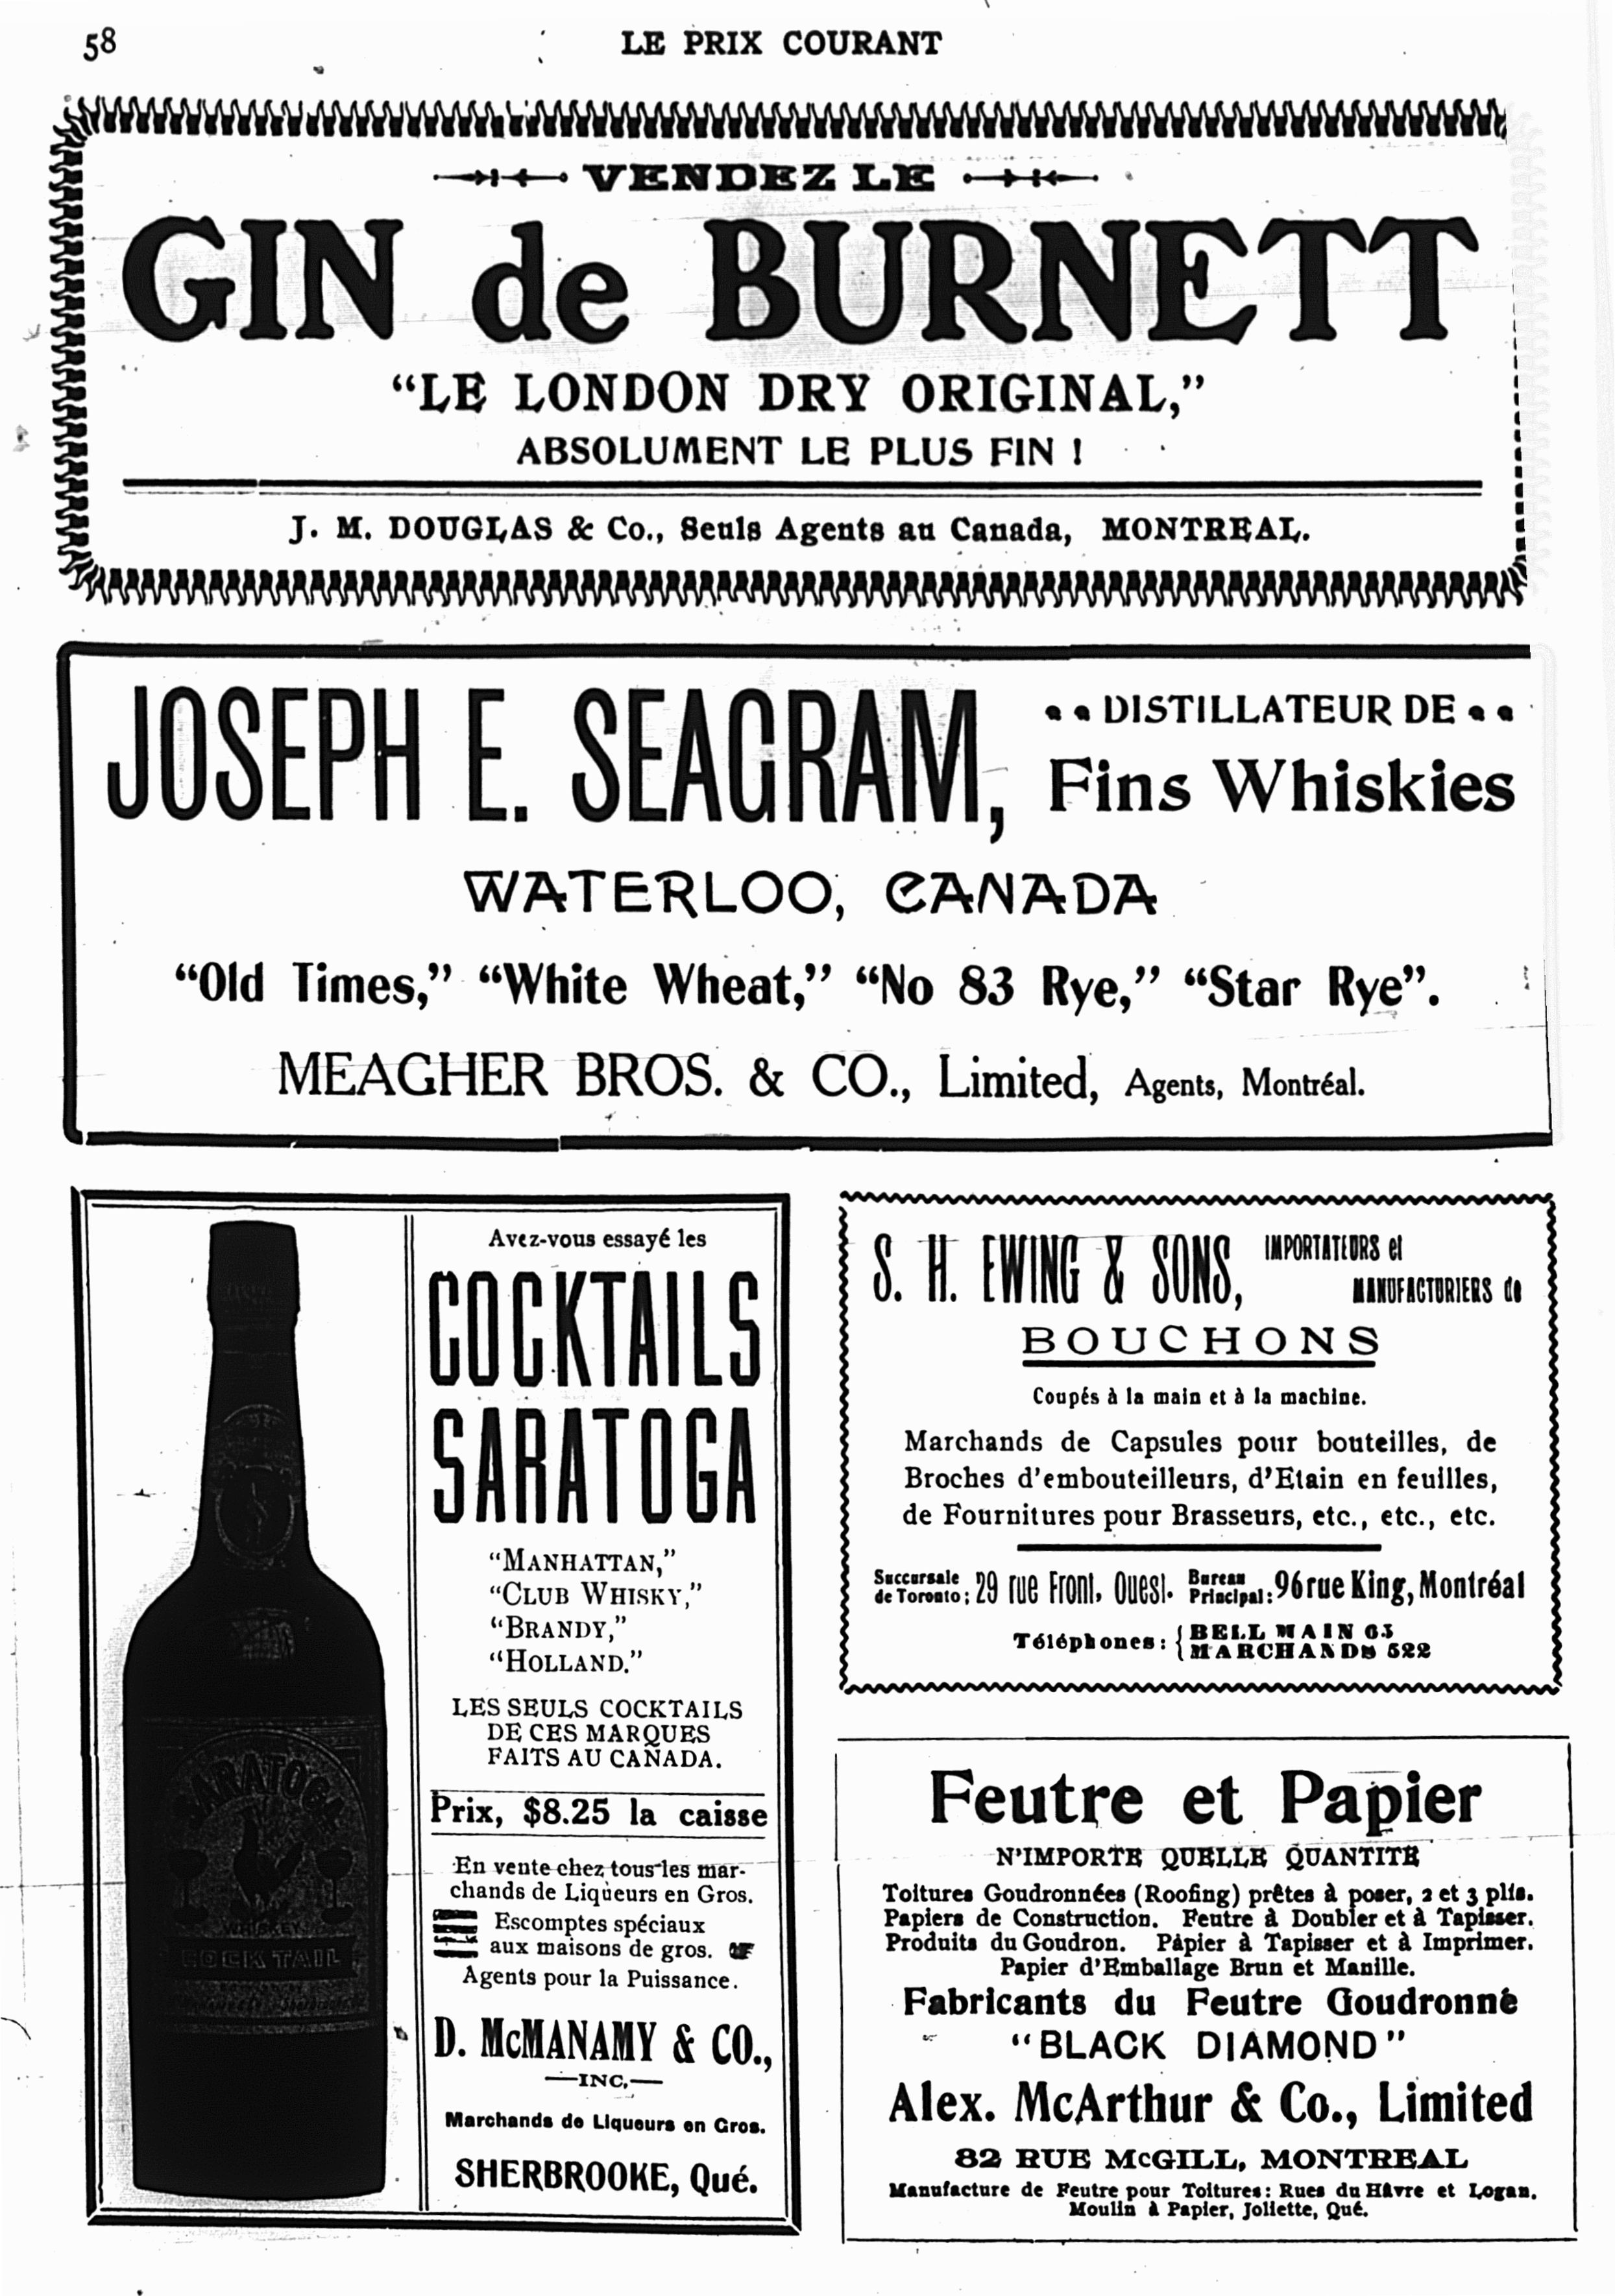 58
LE PRIX COURANT
VENDEZ LE
GIN de BURNETT
“LE LONDON DRY ORIGINAL,”
ABSOLUMENT LE PLUS FIN !
J. M. DOUGLAS & Co., Seuls Agents au Canada, MONTREAL.
JOSEPH E. SEAGRAM,
DISTILLATEUR DE
Fins Whiskies
WATERLOO, CANADA
“Old Times,” “White Wheat,” “No 83 Rye,” “Star Rye”.
MEAGHER BROS. & CO., Limited, Agents, Montréal.
SARATOGA
WHISKEY
COCKTAIL
Avez-vous essayé les
COCKTAILS
SARATOGA
“MANHATTAN,”
“CLUB WHISKY,”
“BRANDY,”
“HOLLAND.”
LES SEULS COCKTAILS
DE CES MARQUES
FAITS AU CANADA.
Prix, $8.25 la caisse
En vente chez tous les mar-
chands de Liqueurs en Gros.
Escomptes spéciaux
aux maisons de gros.
Agents pour la Puissance.
D. McMANAMY & CO.,
—INC,—
Marchands de Liqueurs en Gros.
SHERBROOKE, Qué.
S. H. EWING & SONS,
IMPORTATEURS et
MANUFACTURIERS de
BOUCHONS
Coupés à la main et à la machine.
Marchands de Capsules pour bouteilles, de
Broches d'embouteilleurs, d'Etain en feuilles,
de Fournitures pour Brasseurs, etc., etc., etc.
Succursale de Toronto: 29 rue Front, Ouest. Bureau Principal: 96 rue King, Montréal
Téléphones: { BELL MAIN 65
MARCHANDS 522
Feutre et Papier
N'IMPORTE QUELLE QUANTITE
Toitures Goudronnées (Roofing) prêtes à poser, 2 et 3 plis.
Papiers de Construction. Feutre à Doubler et à Tapisser.
Produits du Goudron. Papier à Tapisser et à Imprimer.
Papier d'Emballage Brun et Manille.
Fabricants du Feutre Goudronnè
“BLACK DIAMOND”
Alex. McArthur & Co., Limited
82 RUE McGILL, MONTREAL
Manufacture de Feutre pour Toitures: Rues du Hâvre et Logan.
Moulin à Papier, Joliette, Qué.